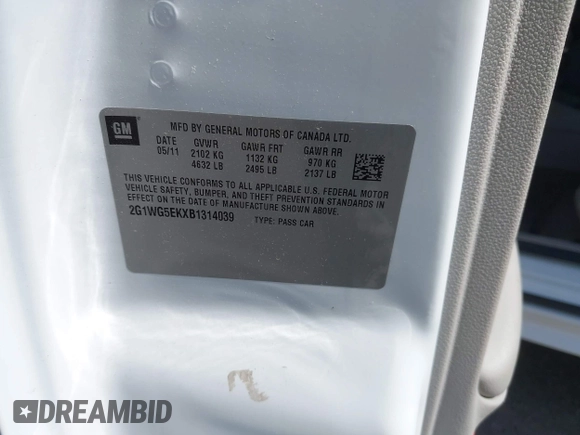 GM
MFD BY GENERAL MOTORS OF CANADA LTD.
DATE GVWR GAWR FRT GAWR RR
05/11 2102 KG 1132 KG 970 KG
4632 LB 2495 LB 2137 LB
THIS VEHICLE CONFORMS TO ALL APPLICABLE U.S. FEDERAL MOTOR
VEHICLE SAFETY, BUMPER, AND THEFT PREVENTION STANDARDS IN
EFFECT ON THE DATE OF MANUFACTURE SHOWN ABOVE.
2G1WG5EKXB1314039 TYPE: PASS CAR
DREAMBID